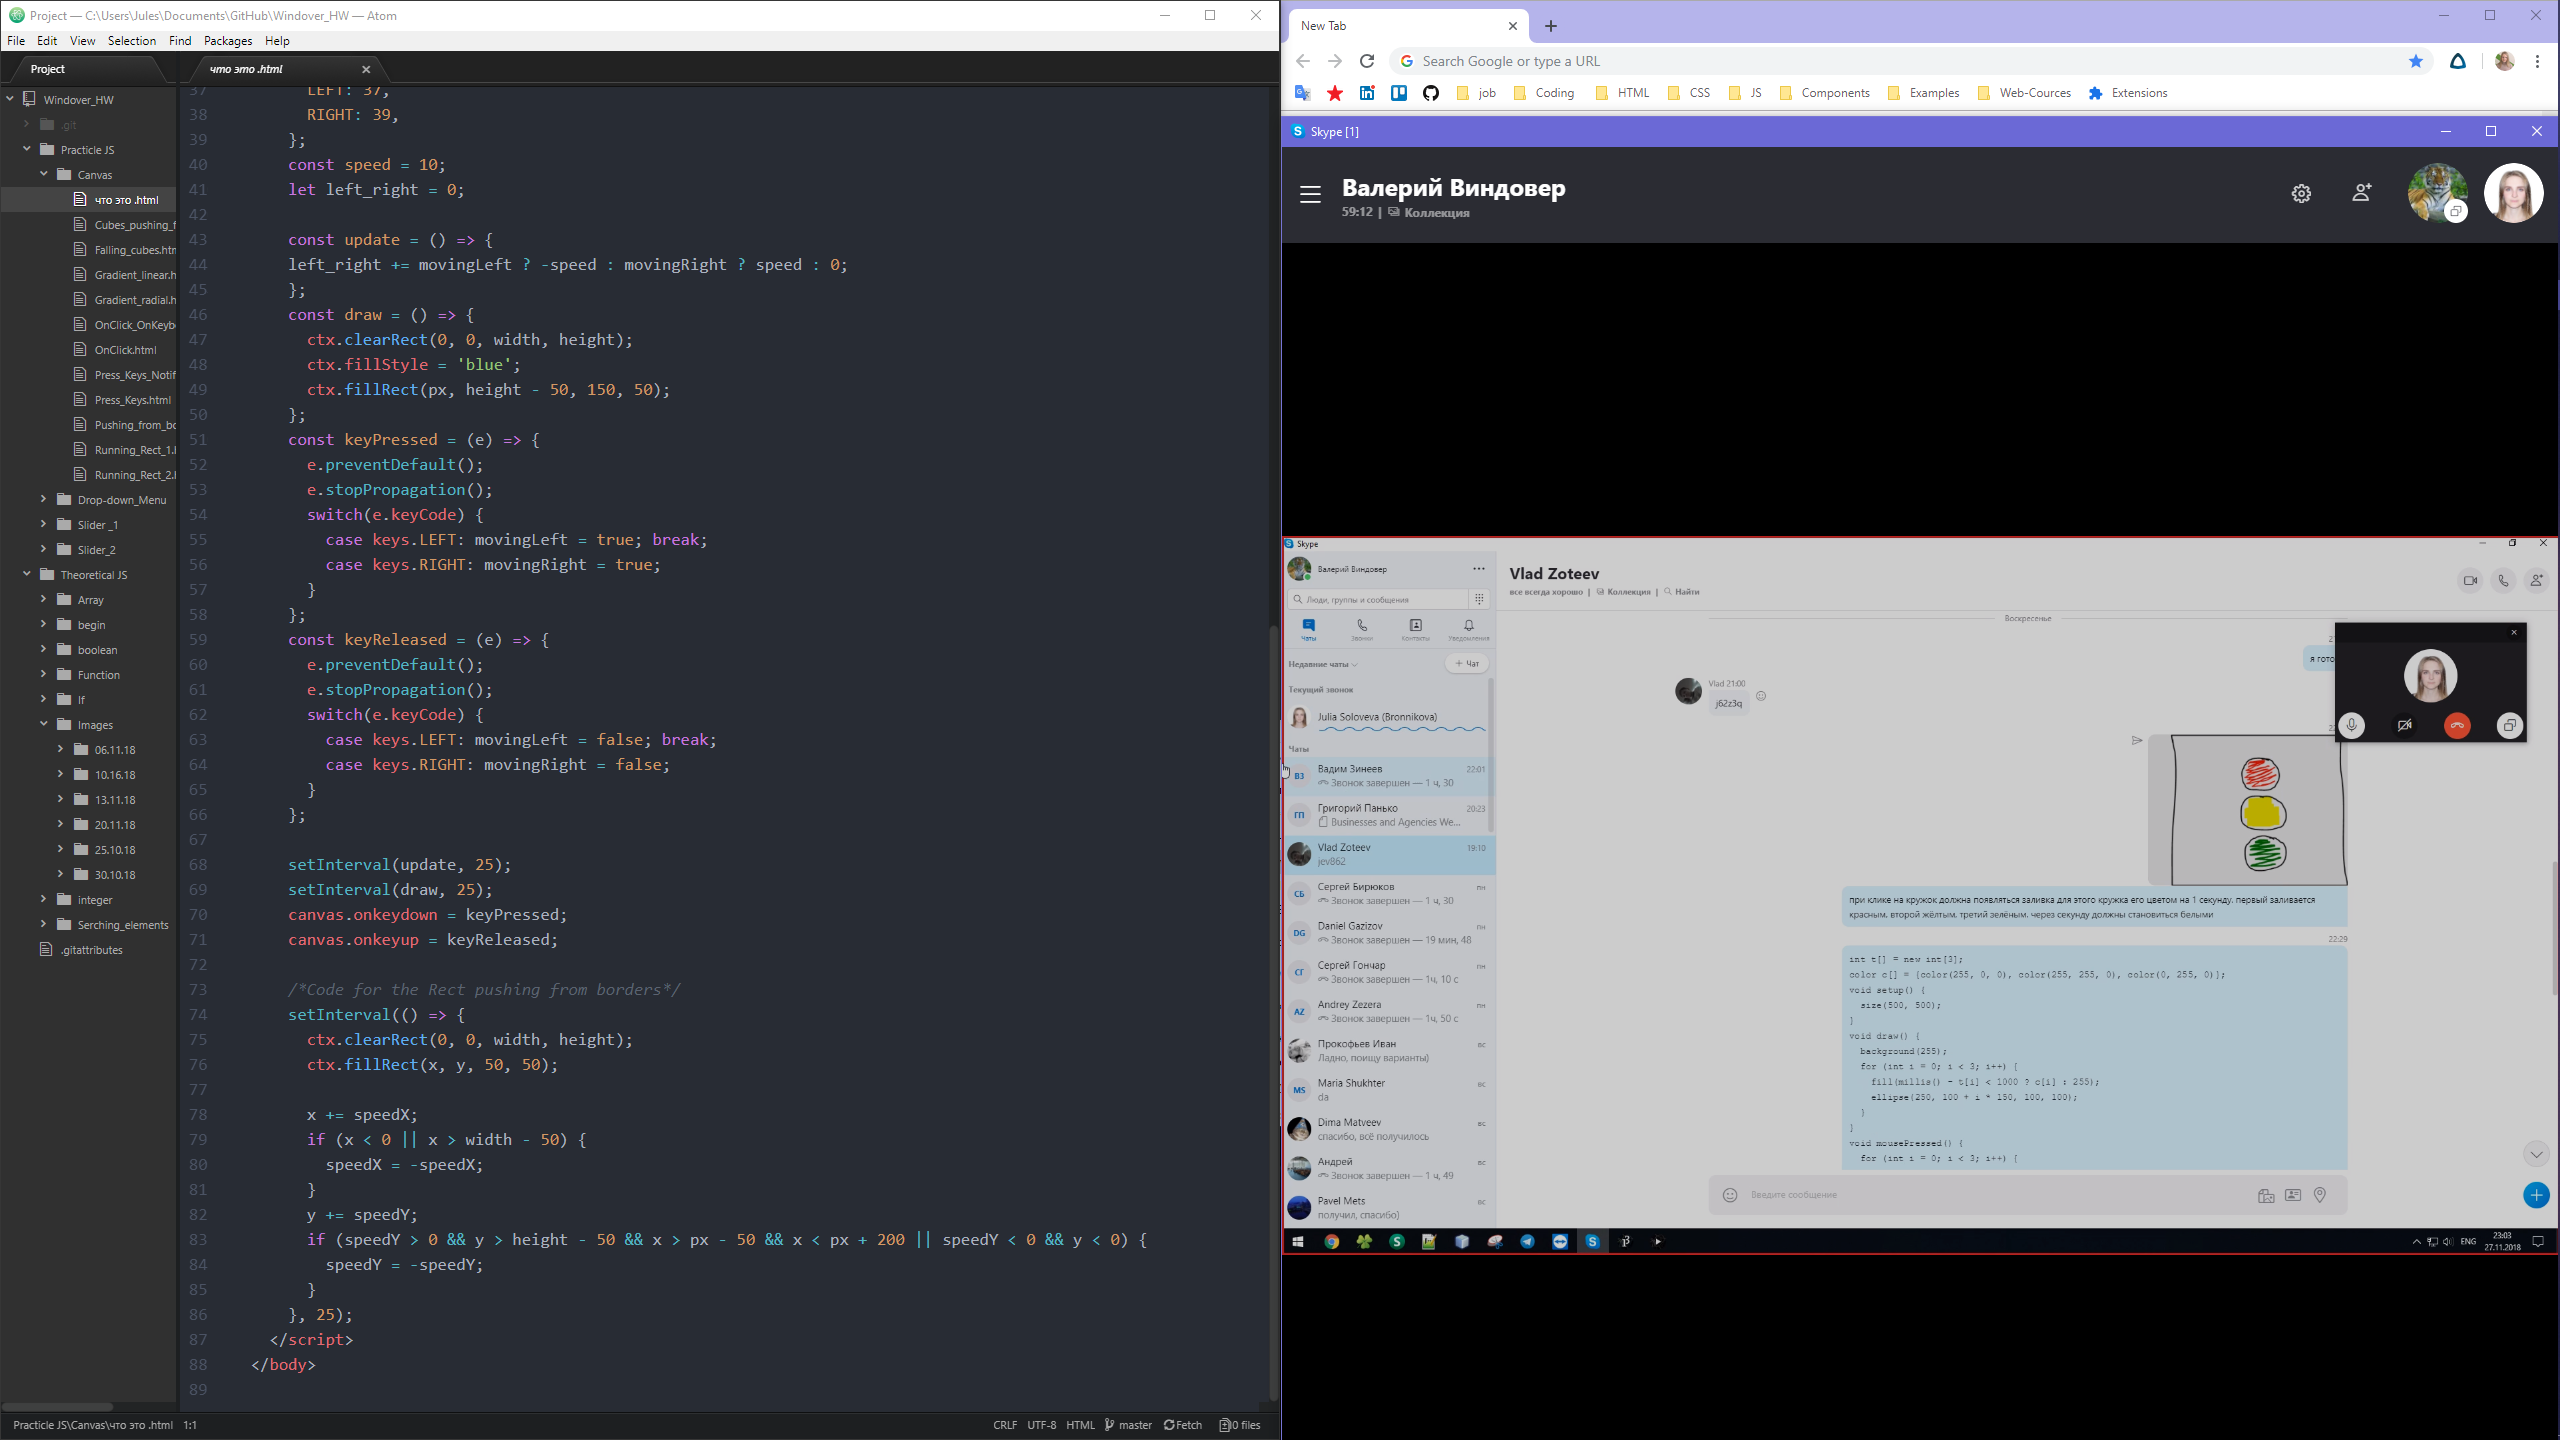 Project — C:\Users\Jules\Documents\GitHub\Windover_HW — Atom
File Edit View Selection Find Packages Help
Project
что это .html
Windover_HW
.git
Practicle JS
Canvas
что это .html
Cubes_pushing_f
Falling_cubes.htm
Gradient_linear.h
Gradient_radial.h
OnClick_OnKeybo
OnClick.html
Press_Keys_Notif
Press_Keys.html
Pushing_from_bo
Running_Rect_1.
Running_Rect_2.
Drop-down_Menu
Slider _1
Slider_2
Theoretical JS
Array
begin
boolean
Function
If
Images
06.11.18
10.16.18
13.11.18
20.11.18
25.10.18
30.10.18
integer
Serching_elements
.gitattributes
37 LEFT: 37,
38 RIGHT: 39,
39 };
40 const speed = 10;
41 let left_right = 0;
42
43 const update = () => {
44 left_right += movingLeft ? -speed : movingRight ? speed : 0;
45 };
46 const draw = () => {
47 ctx.clearRect(0, 0, width, height);
48 ctx.fillStyle = 'blue';
49 ctx.fillRect(px, height - 50, 150, 50);
50 };
51 const keyPressed = (e) => {
52 e.preventDefault();
53 e.stopPropagation();
54 switch(e.keyCode) {
55 case keys.LEFT: movingLeft = true; break;
56 case keys.RIGHT: movingRight = true;
57 }
58 };
59 const keyReleased = (e) => {
60 e.preventDefault();
61 e.stopPropagation();
62 switch(e.keyCode) {
63 case keys.LEFT: movingLeft = false; break;
64 case keys.RIGHT: movingRight = false;
65 }
66 };
67
68 setInterval(update, 25);
69 setInterval(draw, 25);
70 canvas.onkeydown = keyPressed;
71 canvas.onkeyup = keyReleased;
72
73 /*Code for the Rect pushing from borders*/
74 setInterval(() => {
75 ctx.clearRect(0, 0, width, height);
76 ctx.fillRect(x, y, 50, 50);
77
78 x += speedX;
79 if (x < 0 || x > width - 50) {
80 speedX = -speedX;
81 }
82 y += speedY;
83 if (speedY > 0 && y > height - 50 && x > px - 50 && x < px + 200 || speedY < 0 && y < 0) {
84 speedY = -speedY;
85 }
86 }, 25);
87 </script>
88 </body>
89
Practicle JS\Canvas\что это .html 1:1
CRLF UTF-8 HTML master Fetch 0 files
New Tab
Search Google or type a URL
job Coding HTML CSS JS Components Examples Web-Cources Extensions
Skype [1]
Валерий Виндовер
59:12 | Коллекция
Skype
Валерий Виндовер
Люди, группы и сообщения
Чаты Звонки Контакты Уведомления
Недавние чаты
+ Чат
Текущий звонок
Julia Soloveva (Bronnikova)
Чаты
ВЗ Вадим Зинеев 22:01
Звонок завершен — 1 ч, 30
ГП Григорий Панько 20:23
Businesses and Agencies We...
Vlad Zoteev 19:10
jev862
СБ Сергей Бирюков пн
Звонок завершен — 1 ч, 30
DG Daniel Gazizov пн
Звонок завершен — 19 мин, 48
СГ Сергей Гончар пн
Звонок завершен — 1ч, 10 с
AZ Andrey Zezera пн
Звонок завершен — 1ч, 50 с
Прокофьев Иван вс
Ладно, поищу варианты)
MS Maria Shukhter вс
da
Dima Matveev вс
спасибо, всё получилось
Андрей вс
Звонок завершен — 1 ч, 49
Pavel Mets вс
получил, спасибо)
Vlad Zoteev
все всегда хорошо | Коллекция | Найти
Воскресенье
я гото
Vlad 21:00
j62z3q
при клике на кружок должна появляться заливка для этого кружка его цветом на 1 секунду. первый заливается
красным, второй жёлтым, третий зелёным. через секунду должны становиться белыми
22:29
int t[] = new int[3];
color c[] = {color(255, 0, 0), color(255, 255, 0), color(0, 255, 0)};
void setup() {
size(500, 500);
}
void draw() {
background(255);
for (int i = 0; i < 3; i++) {
fill(millis() - t[i] < 1000 ? c[i] : 255);
ellipse(250, 100 + i * 150, 100, 100);
}
}
void mousePressed() {
for (int i = 0; i < 3; i++) {
Введите сообщение
ENG
23:03
27.11.2018